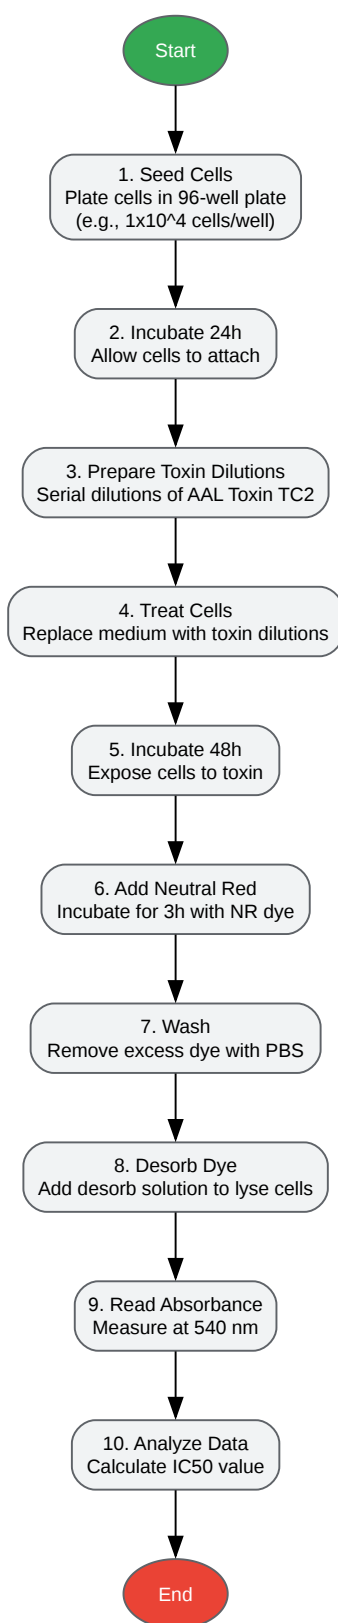 Start
1. Seed Cells
Plate cells in 96-well plate
(e.g., 1x10^4 cells/well)
2. Incubate 24h
Allow cells to attach
3. Prepare Toxin Dilutions
Serial dilutions of AAL Toxin TC2
4. Treat Cells
Replace medium with toxin dilutions
5. Incubate 48h
Expose cells to toxin
6. Add Neutral Red
Incubate for 3h with NR dye
7. Wash
Remove excess dye with PBS
8. Desorb Dye
Add desorb solution to lyse cells
9. Read Absorbance
Measure at 540 nm
10. Analyze Data
Calculate IC50 value
End